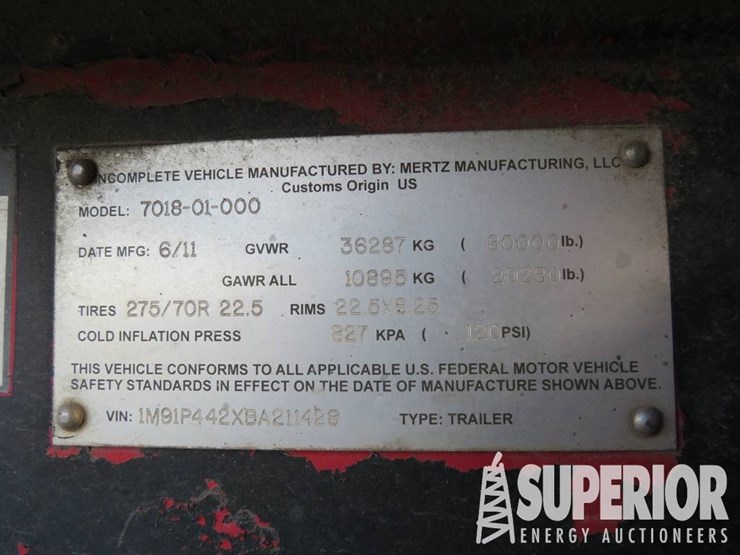 INCOMPLETE VEHICLE MANUFACTURED BY: MERTZ MANUFACTURING, LLC
Customs Origin US
MODEL: 7018-01-000
DATE MFG: 6/11 GVWR 36287 KG ( 80000 lb.)
GAWR ALL 10895 KG ( lb.)
TIRES 275/70R 22.5 RIMS 22.5X8.25
COLD INFLATION PRESS 827 KPA ( 120 PSI)
THIS VEHICLE CONFORMS TO ALL APPLICABLE U.S. FEDERAL MOTOR VEHICLE
SAFETY STANDARDS IN EFFECT ON THE DATE OF MANUFACTURE SHOWN ABOVE.
VIN: 1M91P442XBA211428 TYPE: TRAILER
SUPERIOR
ENERGY AUCTIONEERS